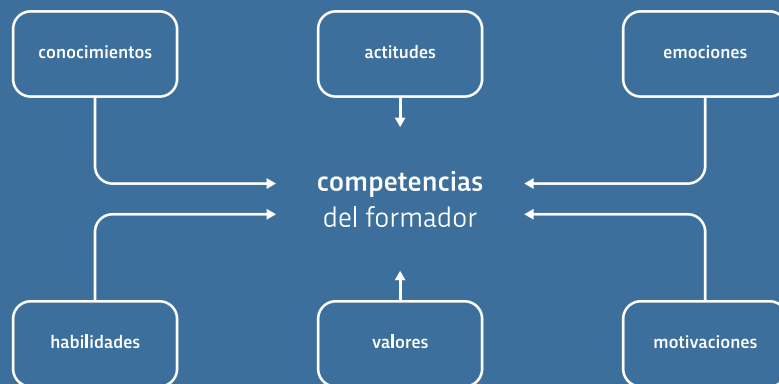 conocimientos
actitudes
emociones
competencias
del formador
habilidades
valores
motivaciones